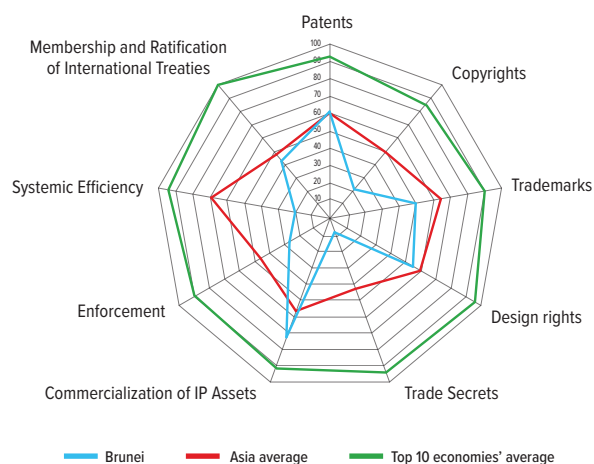 Patents
Membership and Ratification
of International Treaties
Copyrights
100
90
80
70
60
50
40
30
20
10
Systemic Efficiency
Trademarks
Enforcement
Design rights
Commercialization of IP Assets
Trade Secrets
Brunei
Asia average
Top 10 economies' average